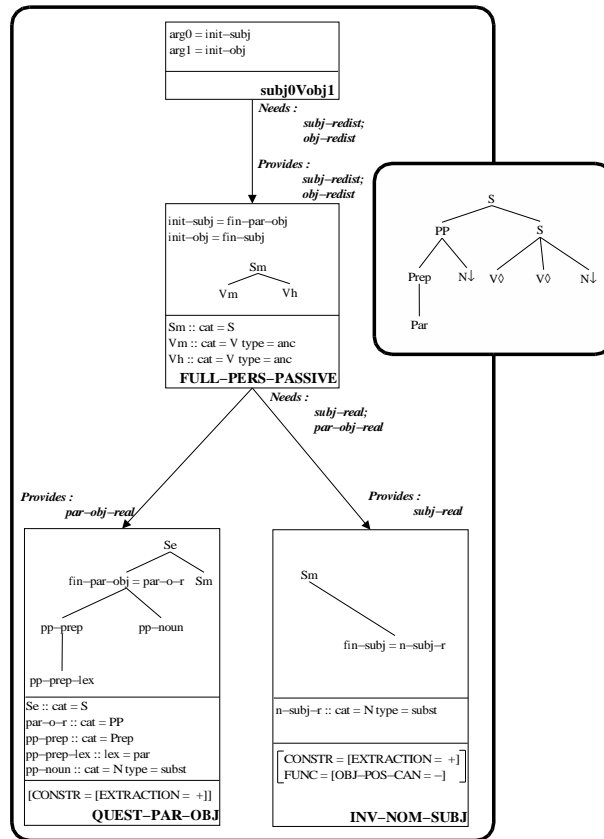 arg0 = init−subj
arg1 = init−obj
subj0Vobj1
Needs :
subj−redist;
obj−redist
Provides :
subj−redist;
obj−redist
init−subj = fin−par−obj
init−obj = fin−subj
Sm
Vm Vh
Sm :: cat = S
Vm :: cat = V type = anc
Vh :: cat = V type = anc
FULL−PERS−PASSIVE
S
PP S
Prep N↓ V◊ V◊ N↓
Par
Needs :
subj−real;
par−obj−real
Provides :
par−obj−real
Provides :
subj−real
Se
fin−par−obj = par−o−r Sm
pp−prep pp−noun
pp−prep−lex
Se :: cat = S
par−o−r :: cat = PP
pp−prep :: cat = Prep
pp−prep−lex :: lex = par
pp−noun :: cat = N type = subst
[CONSTR = [EXTRACTION = +]]
QUEST−PAR−OBJ
Sm
fin−subj = n−subj−r
n−subj−r :: cat = N type = subst
[CONSTR = [EXTRACTION = +]
FUNC = [OBJ−POS−CAN = −]]
INV−NOM−SUBJ